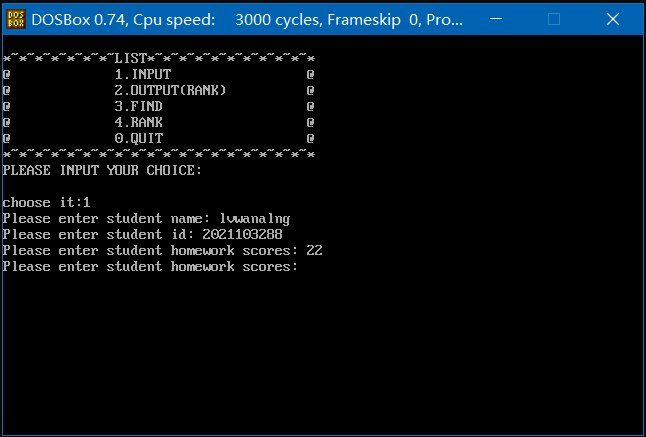 DOS
BOX
DOSBox 0.74, Cpu speed: 3000 cycles, Frameskip 0, Pro...
*~*~*~*~*~*~*~LIST*~*~*~*~*~*~*~*~*~*~*
@ 1.INPUT @
@ 2.OUTPUT(RANK) @
@ 3.FIND @
@ 4.RANK @
@ 0.QUIT @
*~*~*~*~*~*~*~*~*~*~*~*~*~*~*~*~*~*~*~*
PLEASE INPUT YOUR CHOICE:
choose it:1
Please enter student name: lvwanalng
Please enter student id: 2021103288
Please enter student homework scores: 22
Please enter student homework scores: